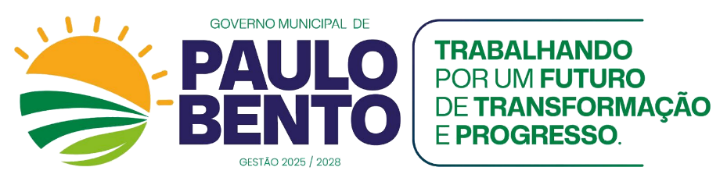 GOVERNO MUNICIPAL DE
PAULO
BENTO
GESTÃO 2025 / 2028
TRABALHANDO
POR UM FUTURO
DE TRANSFORMAÇÃO
E PROGRESSO.